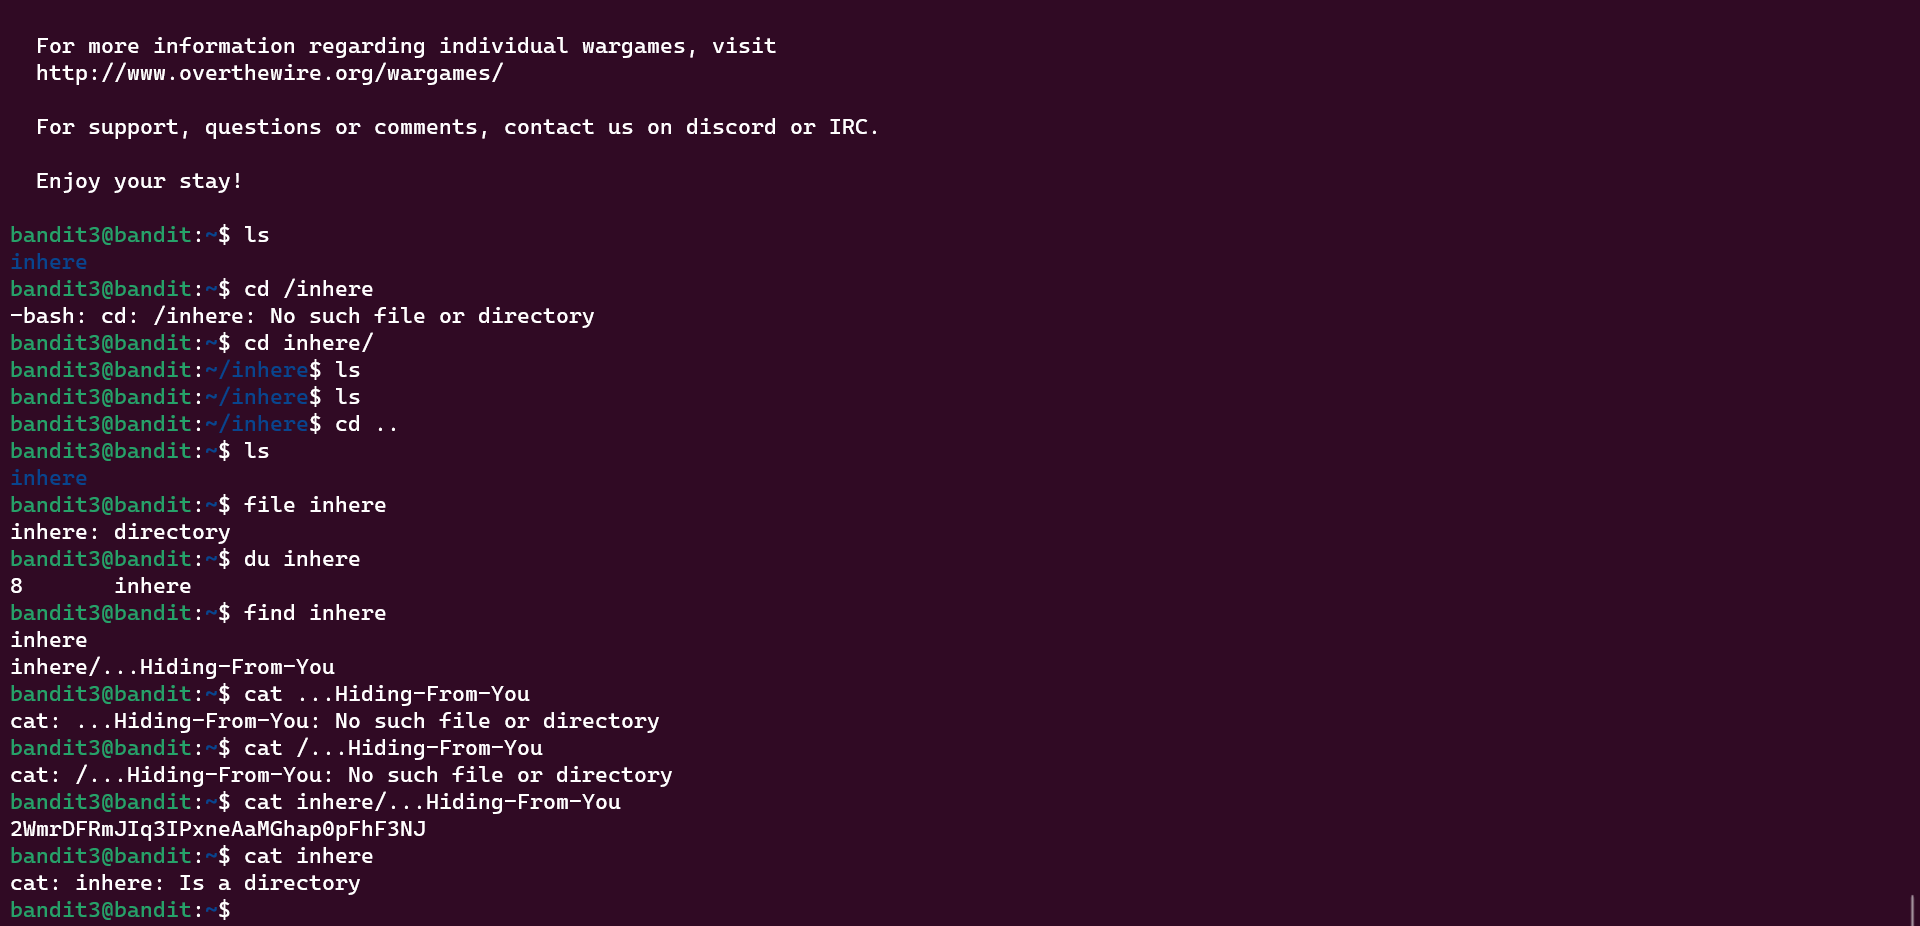 For more information regarding individual wargames, visit
http://www.overthewire.org/wargames/
For support, questions or comments, contact us on discord or IRC.
Enjoy your stay!
bandit3@bandit:~$ ls
inhere
bandit3@bandit:~$ cd /inhere
-bash: cd: /inhere: No such file or directory
bandit3@bandit:~$ cd inhere/
bandit3@bandit:~/inhere$ ls
bandit3@bandit:~/inhere$ ls
bandit3@bandit:~/inhere$ cd ..
bandit3@bandit:~$ ls
inhere
bandit3@bandit:~$ file inhere
inhere: directory
bandit3@bandit:~$ du inhere
8       inhere
bandit3@bandit:~$ find inhere
inhere
inhere/...Hiding-From-You
bandit3@bandit:~$ cat ...Hiding-From-You
cat: ...Hiding-From-You: No such file or directory
bandit3@bandit:~$ cat /...Hiding-From-You
cat: /...Hiding-From-You: No such file or directory
bandit3@bandit:~$ cat inhere/...Hiding-From-You
2WmrDFRmJIq3IPxneAaMGhap0pFhF3NJ
bandit3@bandit:~$ cat inhere
cat: inhere: Is a directory
bandit3@bandit:~$